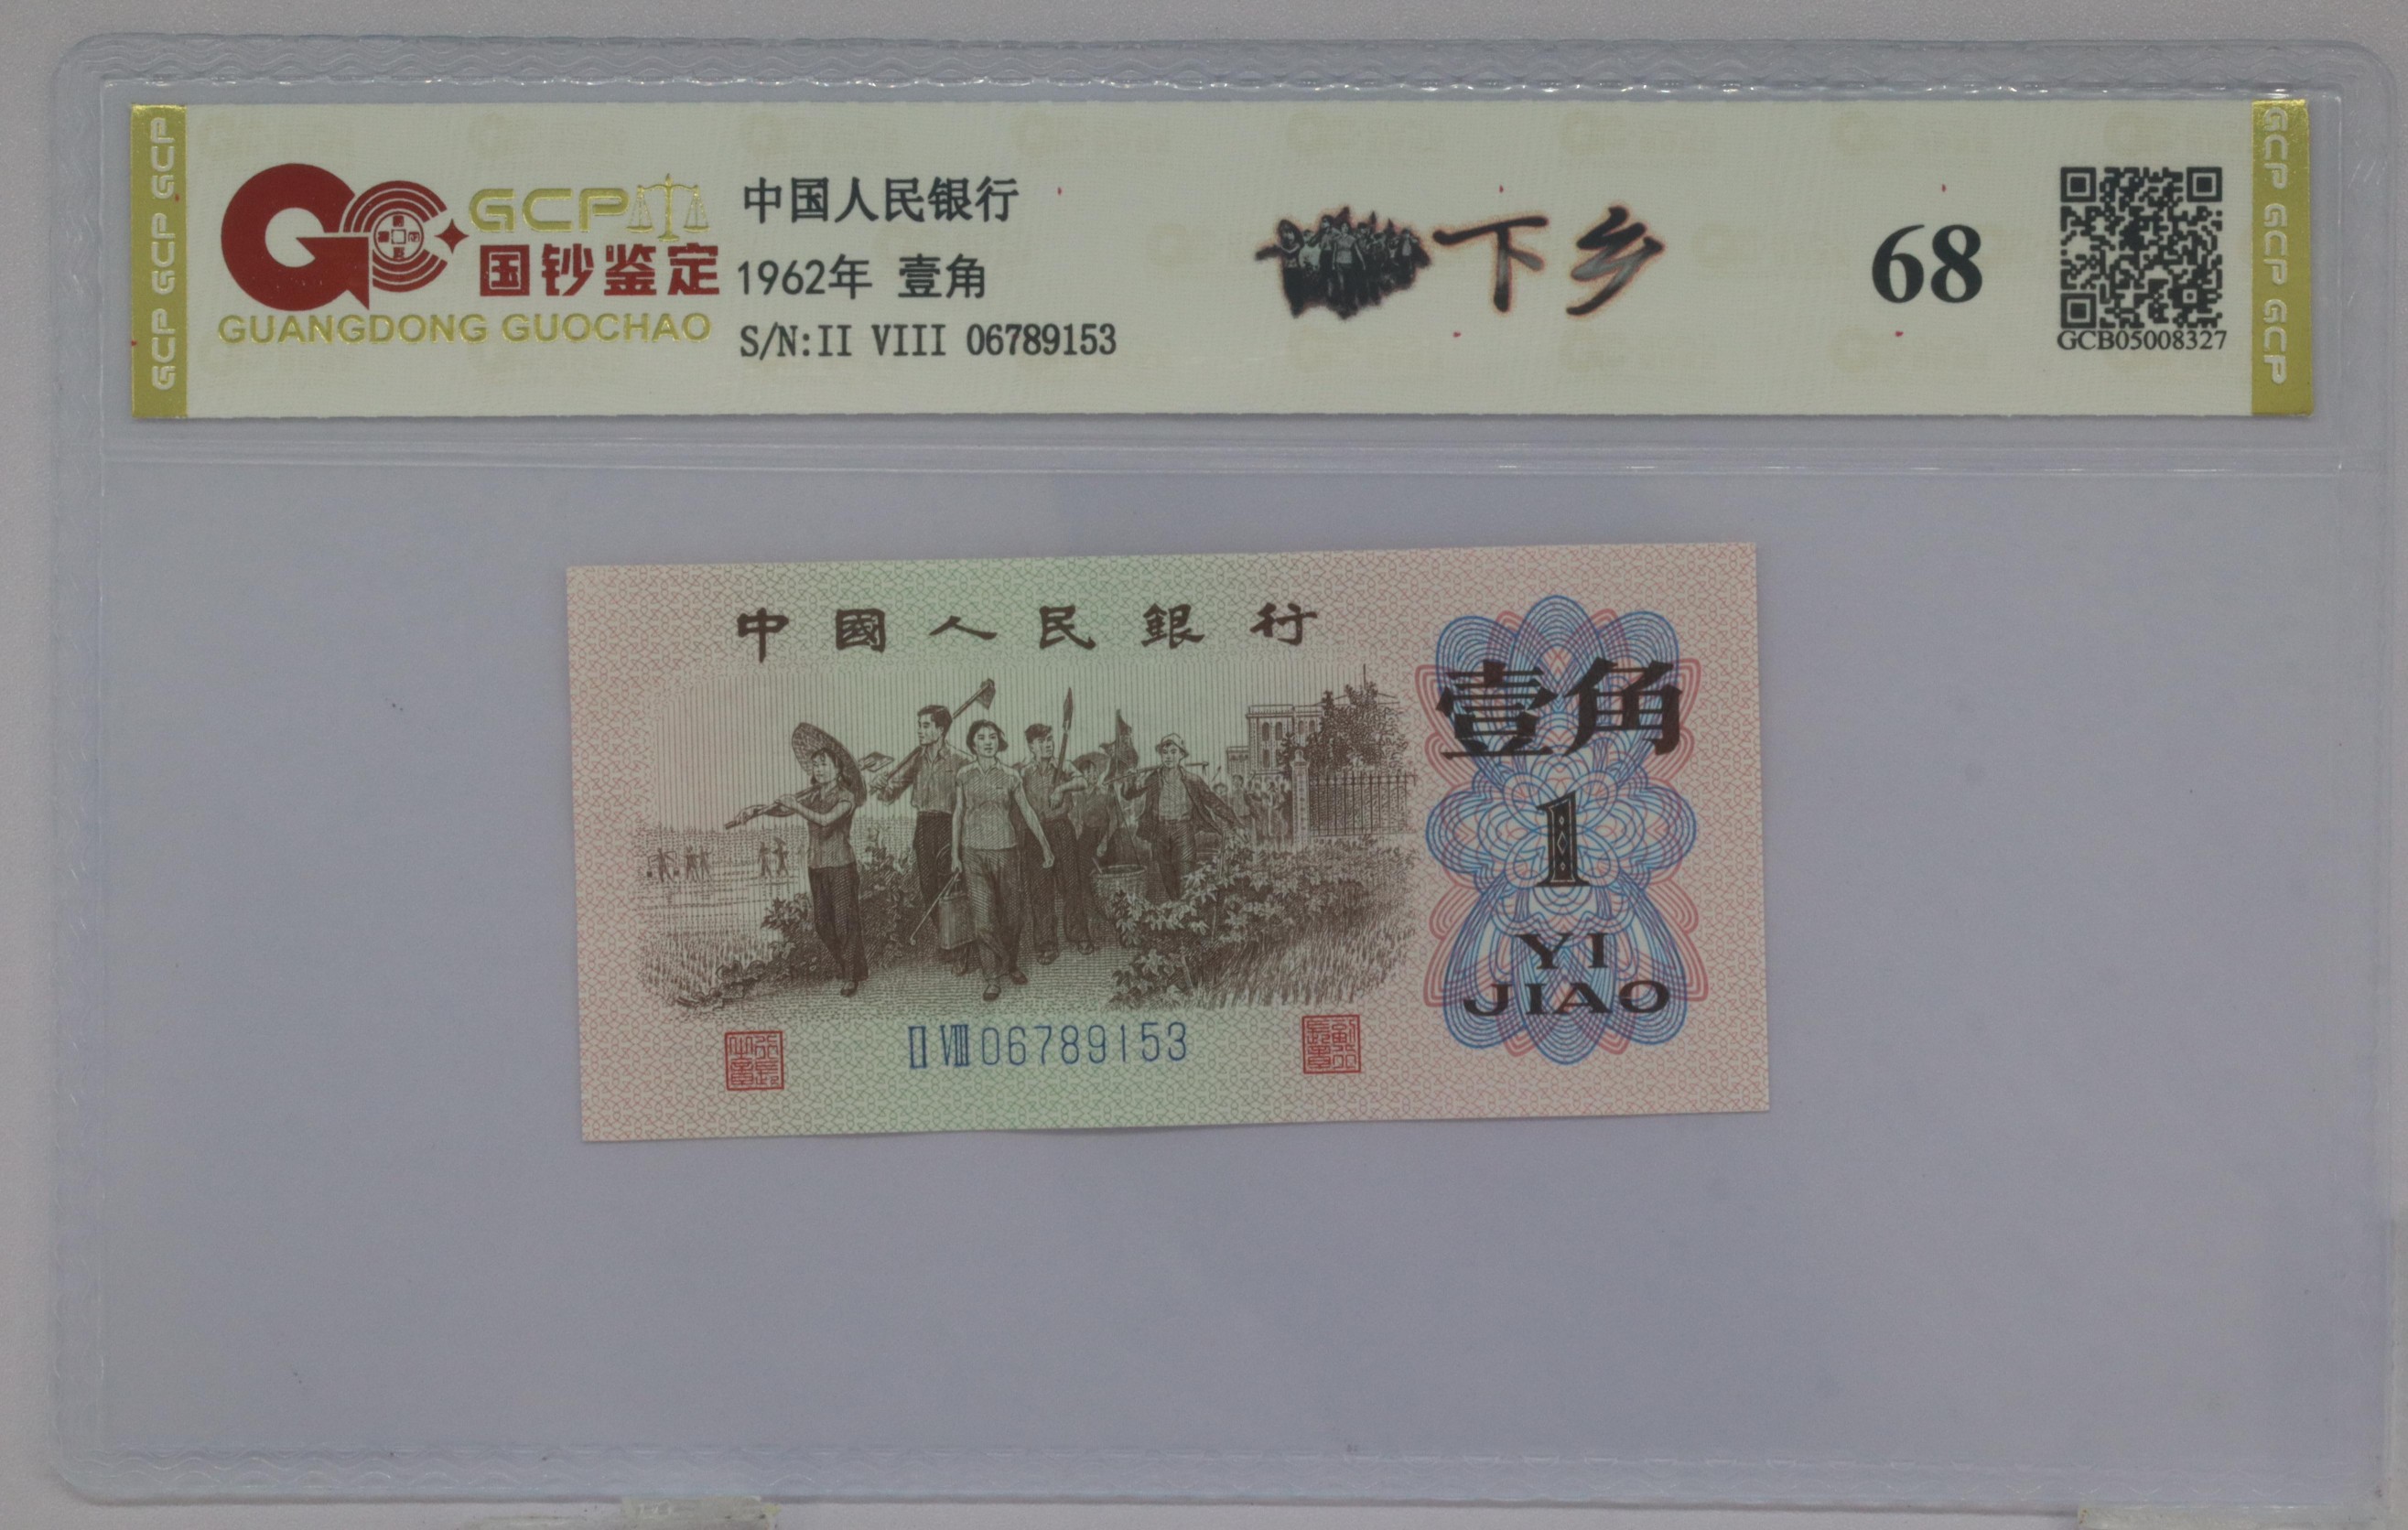 GCP GCP GCP
GCP
国钞鉴定
GUANGDONG GUOCHAO
中国人民银行
1962年 壹角
S/N:II VIII 06789153
下乡
68
GCB05008327
GCP GCP GCP
中國人民銀行
壹角
1
YI
JIAO
II VIII 06789153